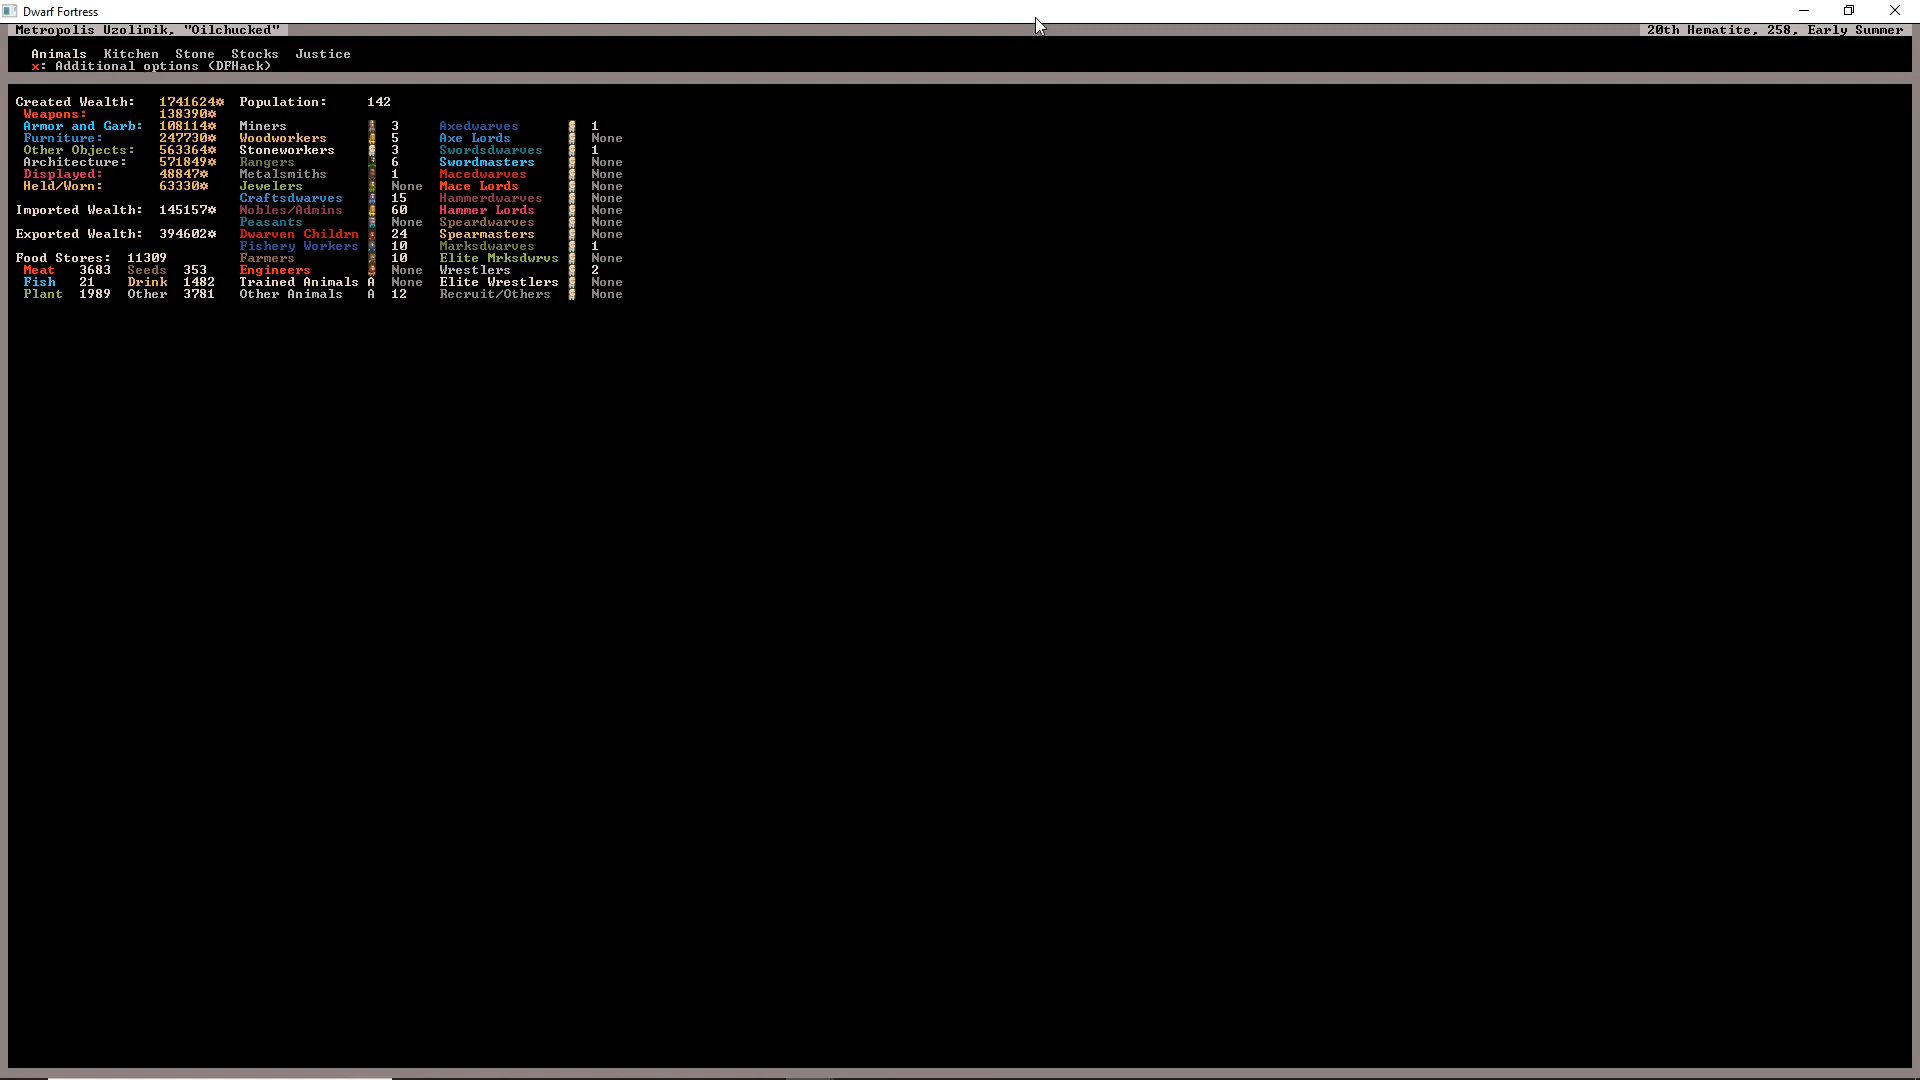 Dwarf Fortress
Metropolis Uzolimik, "Oilchucked" 20th Hematite, 258, Early Summer
Animals Kitchen Stone Stocks Justice
x: Additional options (DFHack)
Created Wealth: 1741624☼ Population: 142
Weapons: 138390☼
Armor and Garb: 108114☼ Miners 3 Axedwarves 1
Furniture: 247730☼ Woodworkers 5 Axe Lords None
Other Objects: 563364☼ Stoneworkers 3 Swordsdwarves 1
Architecture: 571849☼ Rangers 6 Swordmasters None
Displayed: 48847☼ Metalsmiths 1 Macedwarves None
Held/Worn: 63330☼ Jewelers None Mace Lords None
Craftsdwarves 15 Hammerdwarves None
Imported Wealth: 145157☼ Nobles/Admins 60 Hammer Lords None
Peasants None Speardwarves None
Exported Wealth: 394602☼ Dwarven Childrn 24 Spearmasters None
Fishery Workers 10 Marksdwarves 1
Food Stores: 11309 Farmers 10 Elite Mrksdwrvs None
Meat 3683 Seeds 353 Engineers None Wrestlers 2
Fish 21 Drink 1482 Trained Animals A None Elite Wrestlers None
Plant 1989 Other 3781 Other Animals A 12 Recruit/Others None